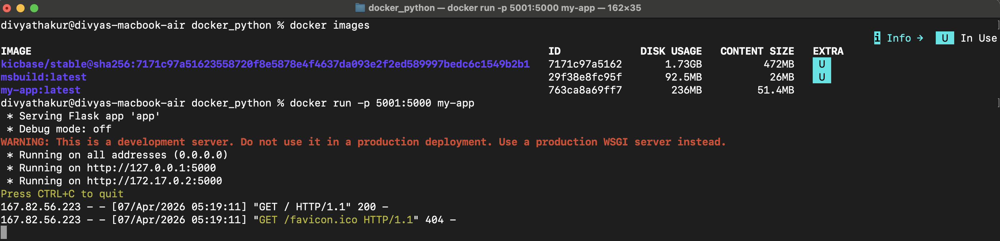 docker_python — docker run -p 5001:5000 my-app — 162×35
divyathakur@divyas-macbook-air docker_python % docker images
i Info → U In Use
IMAGE ID DISK USAGE CONTENT SIZE EXTRA
kicbase/stable@sha256:7171c97a51623558720f8e5878e4f4637da093e2f2ed589997bedc6c1549b2b1 7171c97a5162 1.73GB 472MB U
msbuild:latest 29f38e8fc95f 92.5MB 26MB U
my-app:latest 763ca8a69ff7 236MB 51.4MB
divyathakur@divyas-macbook-air docker_python % docker run -p 5001:5000 my-app
* Serving Flask app 'app'
* Debug mode: off
WARNING: This is a development server. Do not use it in a production deployment. Use a production WSGI server instead.
* Running on all addresses (0.0.0.0)
* Running on http://127.0.0.1:5000
* Running on http://172.17.0.2:5000
Press CTRL+C to quit
167.82.56.223 - - [07/Apr/2026 05:19:11] "GET / HTTP/1.1" 200 -
167.82.56.223 - - [07/Apr/2026 05:19:11] "GET /favicon.ico HTTP/1.1" 404 -